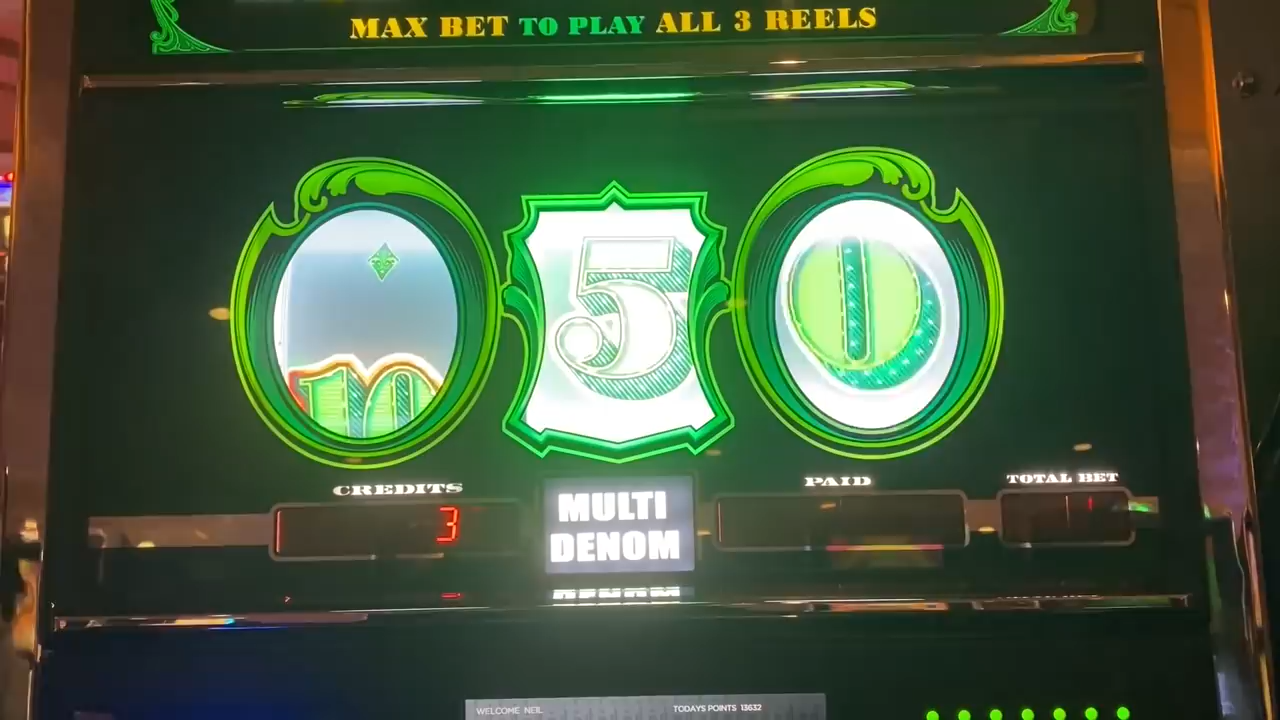 MAX BET TO PLAY ALL 3 REELS
10 5 0
CREDITS PAID TOTAL BET
3 1
MULTI
DENOM
WELCOME NEIL TODAYS POINTS 13632